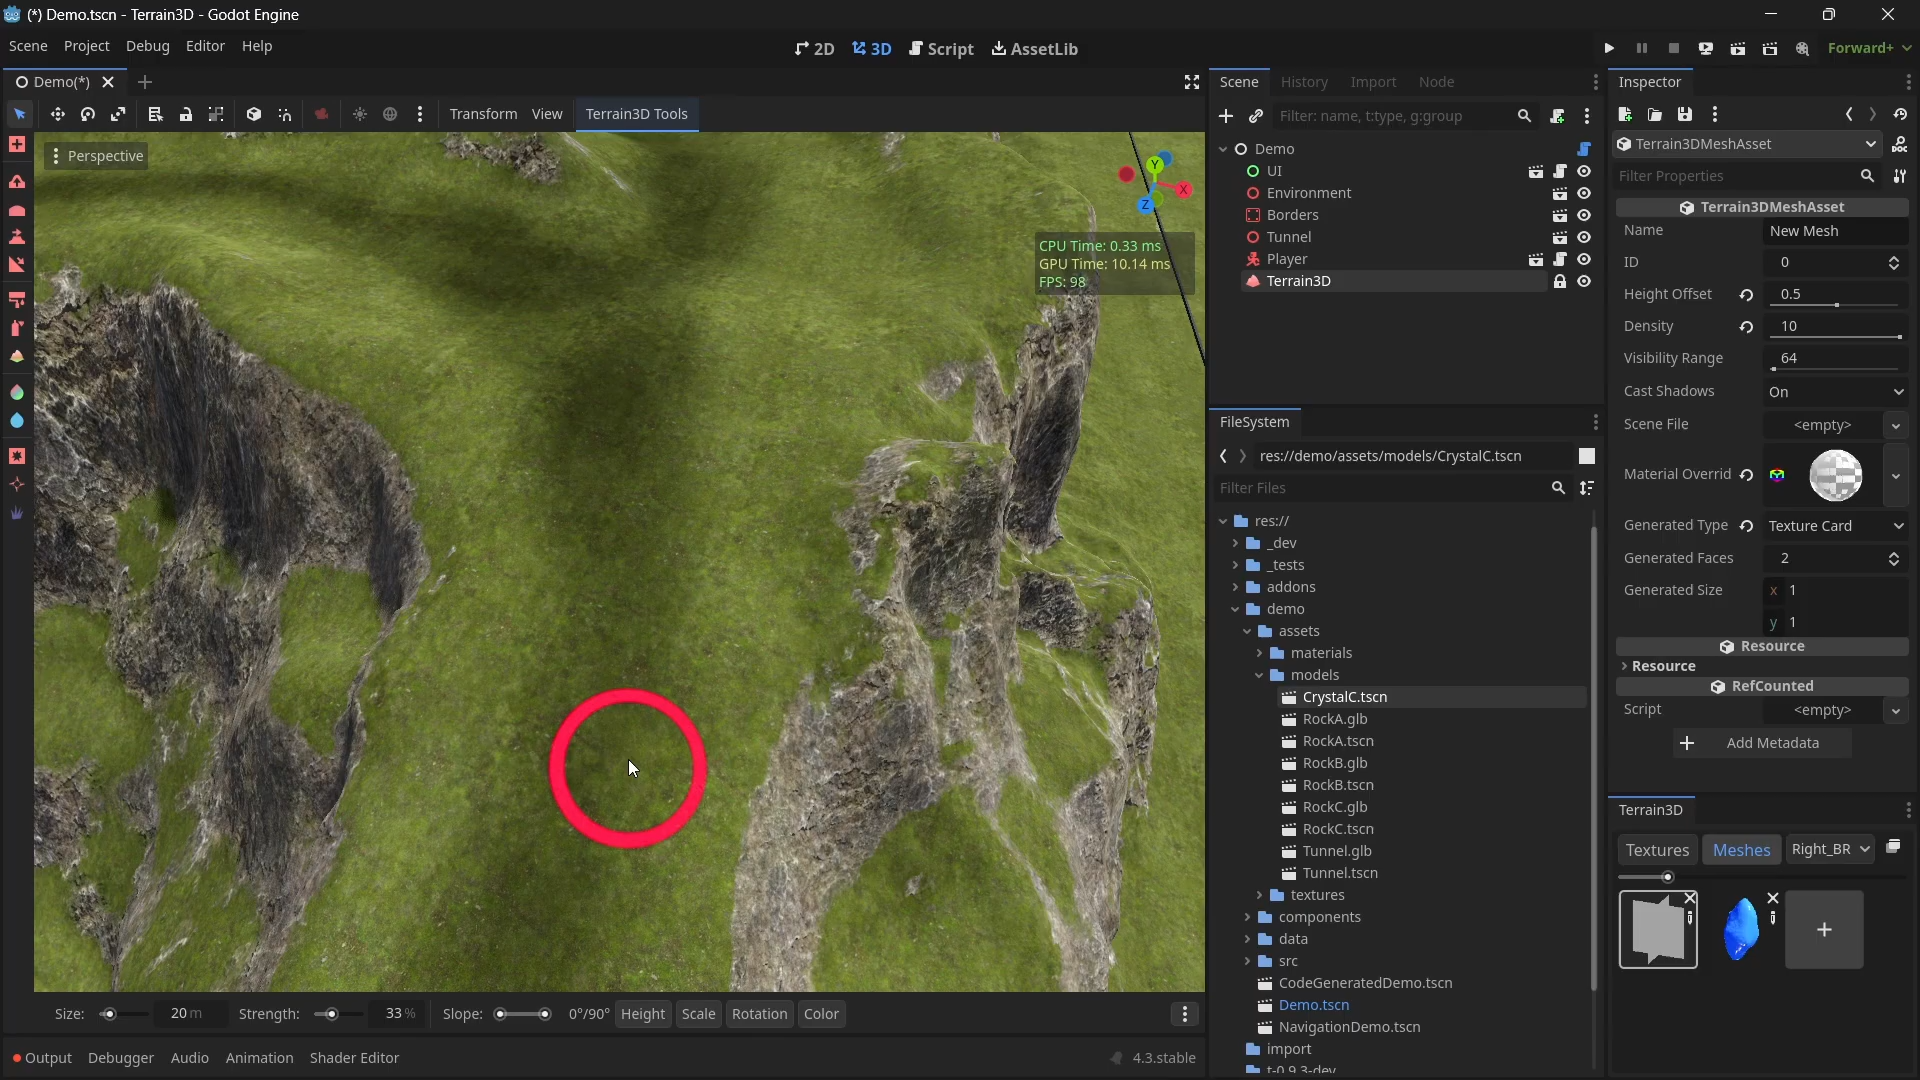 (*) Demo.tscn - Terrain3D - Godot Engine
Scene Project Debug Editor Help
2D 3D Script AssetLib
Forward+
Demo(*)
Transform View Terrain3D Tools
Perspective
Y
X
Z
CPU Time: 0.33 ms
GPU Time: 10.14 ms
FPS: 98
Size: 20 m Strength: 33 % Slope: 0°/90° Height Scale Rotation Color
Output Debugger Audio Animation Shader Editor
4.3.stable
Scene History Import Node
Filter: name, t:type, g:group
Demo
UI
Environment
Borders
Tunnel
Player
Terrain3D
FileSystem
res://demo/assets/models/CrystalC.tscn
Filter Files
res://
_dev
_tests
addons
demo
assets
materials
models
CrystalC.tscn
RockA.glb
RockA.tscn
RockB.glb
RockB.tscn
RockC.glb
RockC.tscn
Tunnel.glb
Tunnel.tscn
textures
components
data
src
CodeGeneratedDemo.tscn
Demo.tscn
NavigationDemo.tscn
import
t-0.9.3-dev
Inspector
Terrain3DMeshAsset
DOC
Filter Properties
Terrain3DMeshAsset
Name New Mesh
ID 0
Height Offset 0.5
Density 10
Visibility Range 64
Cast Shadows On
Scene File <empty>
Material Overrid
Generated Type Texture Card
Generated Faces 2
Generated Size x 1
y 1
Resource
Resource
RefCounted
Script <empty>
Add Metadata
Terrain3D
Textures Meshes Right_BR